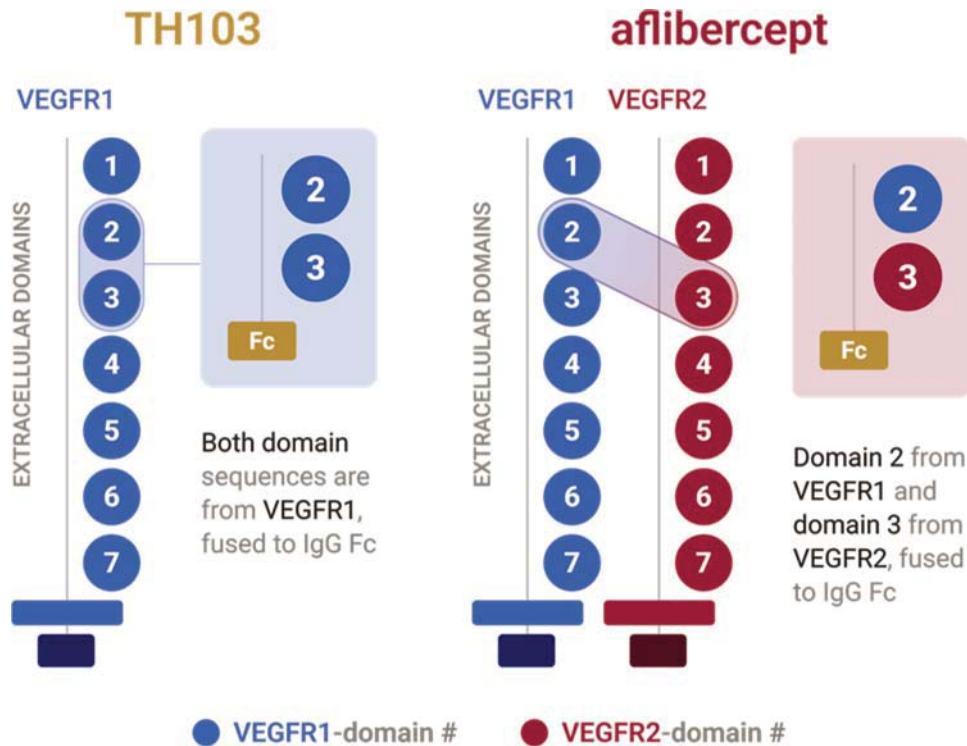 TH103
VEGFR1
EXTRACELLULAR DOMAINS
1
2
3
4
5
6
7
2
3
Fc
Both domain
sequences are
from VEGFR1,
fused to IgG Fc
aflibercept
VEGFR1 VEGFR2
EXTRACELLULAR DOMAINS
1 1
2 2
3 3
4 4
5 5
6 6
7 7
2
3
Fc
Domain 2 from
VEGFR1 and
domain 3 from
VEGFR2, fused
to IgG Fc
VEGFR1-domain # VEGFR2-domain #